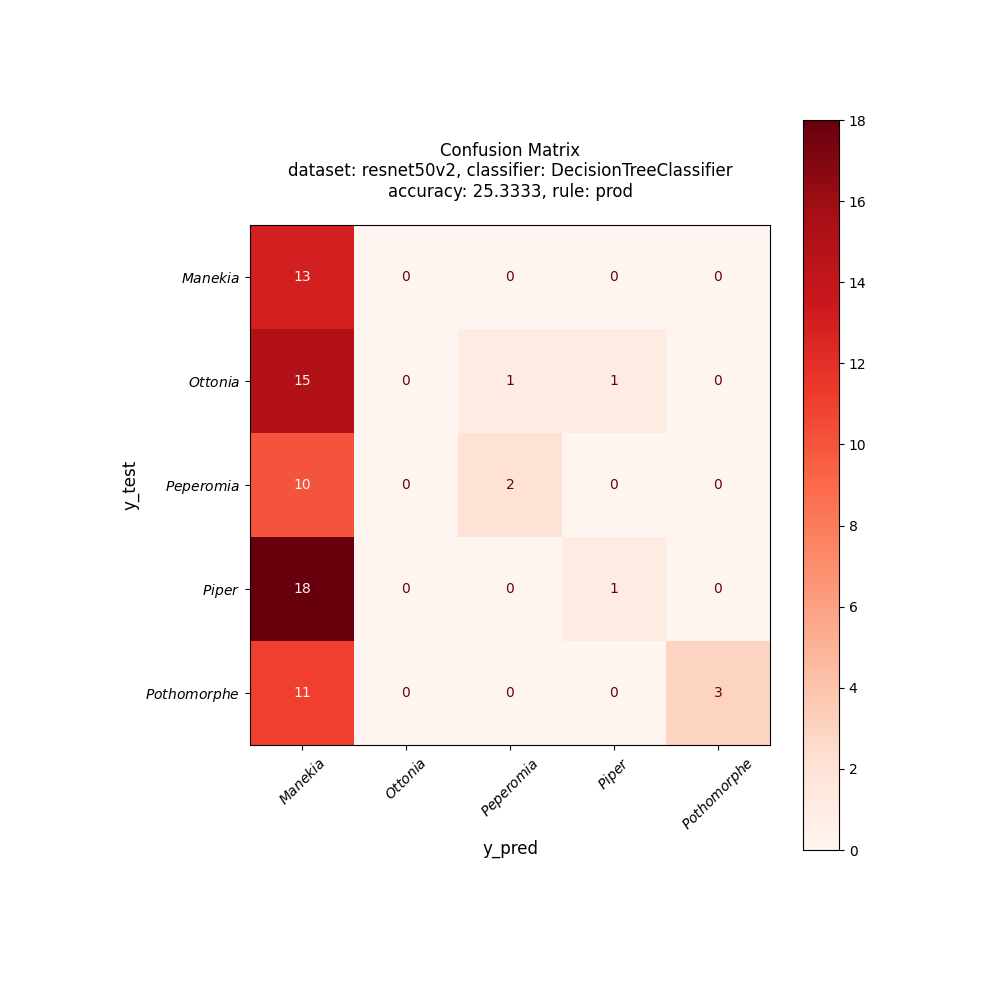 Confusion Matrix
dataset: resnet50v2, classifier: DecisionTreeClassifier
accuracy: 25.3333, rule: prod
Manekia 13 0 0 0 0
Ottonia 15 0 1 1 0
Peperomia 10 0 2 0 0
Piper 18 0 0 1 0
Pothomorphe 11 0 0 0 3
y_test
Manekia Ottonia Peperomia Piper Pothomorphe
y_pred
18
16
14
12
10
8
6
4
2
0